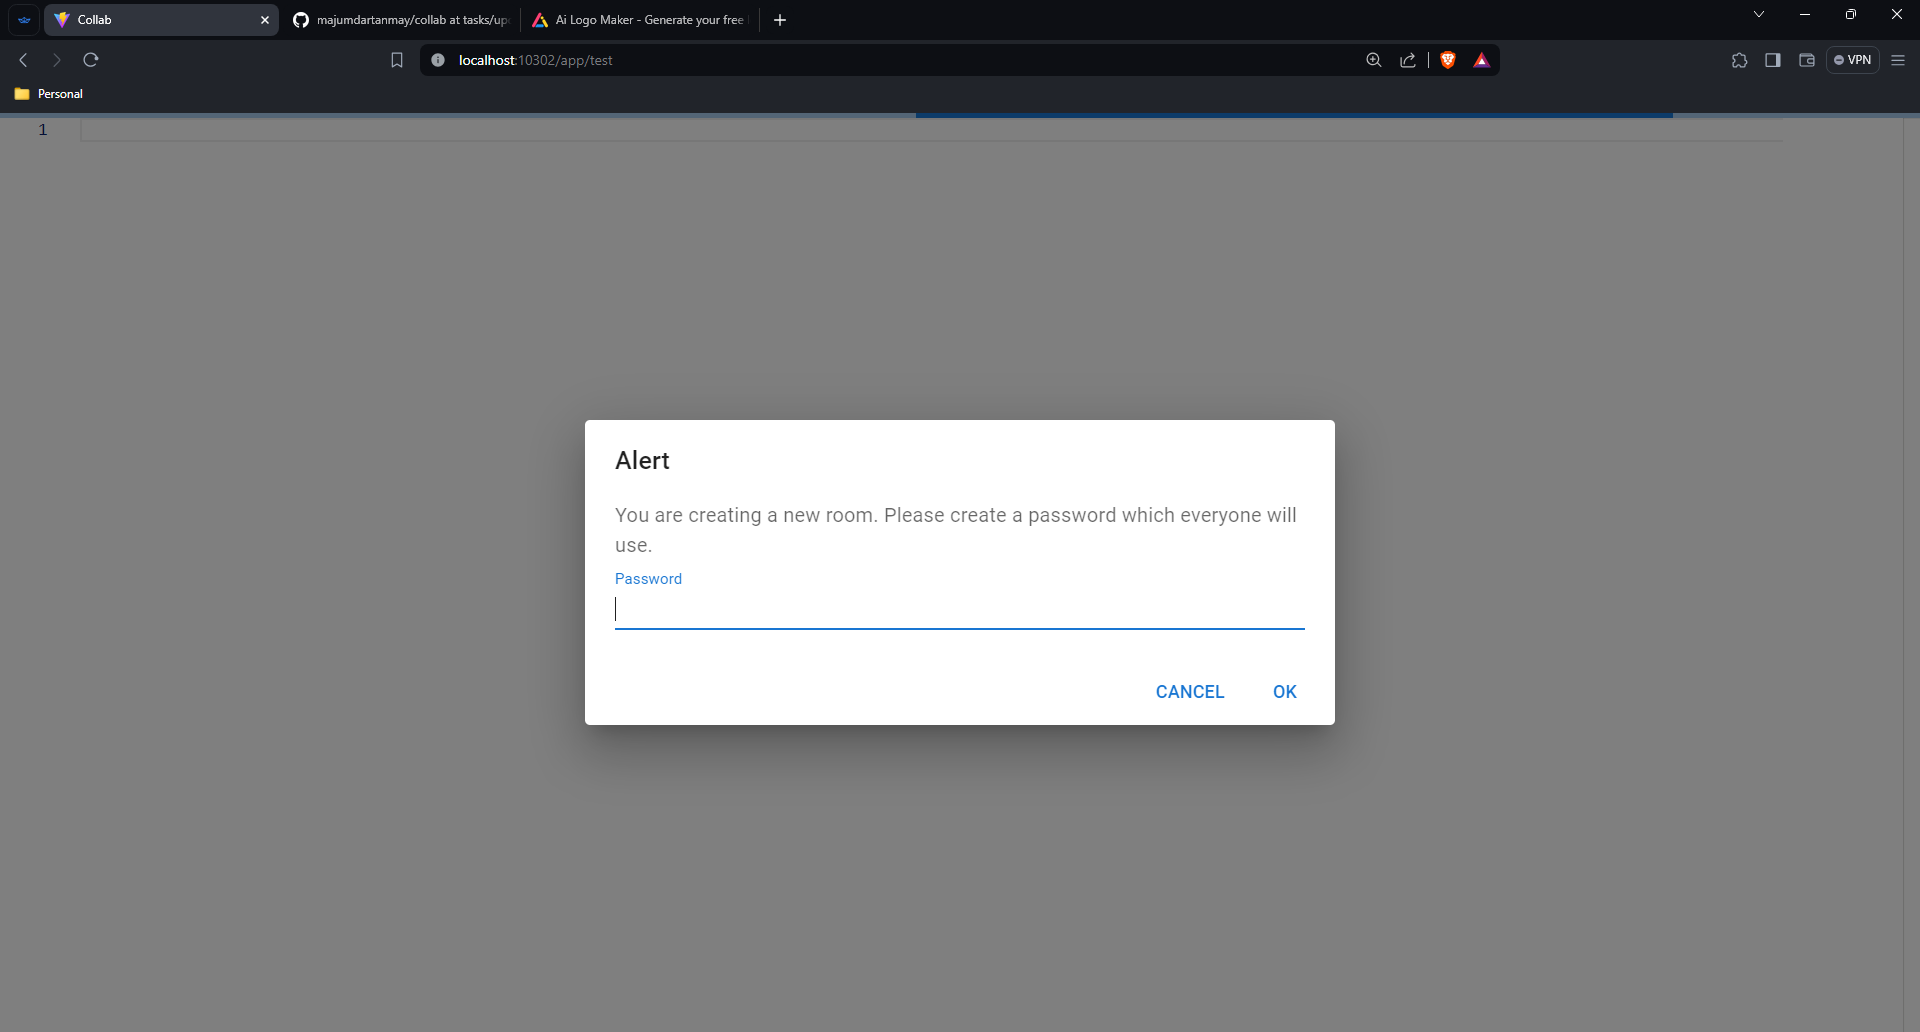 Collab
majumdartanmay/collab at tasks/up
Ai Logo Maker - Generate your free
localhost:10302/app/test
VPN
Personal
1
Alert
You are creating a new room. Please create a password which everyone will
use.
Password
CANCEL
OK